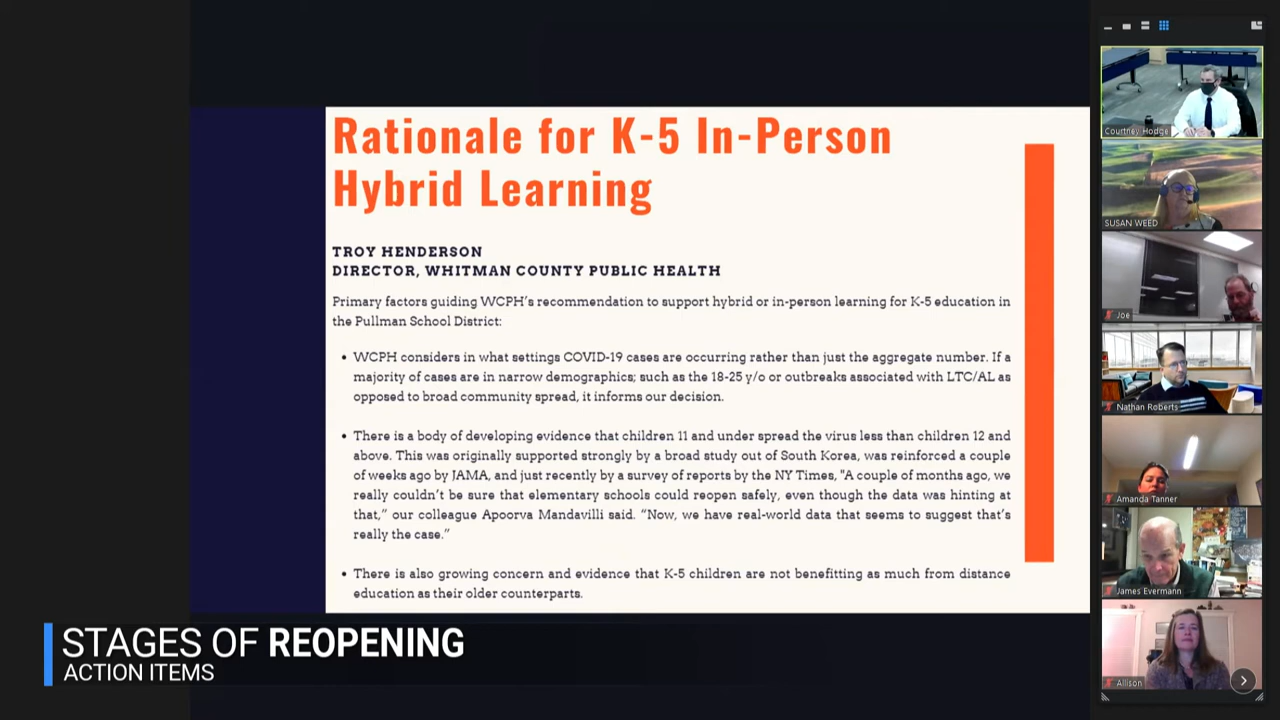 Rationale for K-5 In-Person
Hybrid Learning
TROY HENDERSON
DIRECTOR, WHITMAN COUNTY PUBLIC HEALTH
Primary factors guiding WCPH's recommendation to support hybrid or in-person learning for K-5 education in
the Pullman School District:
• WCPH considers in what settings COVID-19 cases are occurring rather than just the aggregate number. If a
majority of cases are in narrow demographics; such as the 18-25 y/o or outbreaks associated with LTC/AL as
opposed to broad community spread, it informs our decision.
• There is a body of developing evidence that children 11 and under spread the virus less than children 12 and
above. This was originally supported strongly by a broad study out of South Korea, was reinforced a couple
of weeks ago by JAMA, and just recently by a survey of reports by the NY Times, "A couple of months ago, we
really couldn't be sure that elementary schools could reopen safely, even though the data was hinting at
that," our colleague Apoorva Mandavilli said. "Now, we have real-world data that seems to suggest that's
really the case."
• There is also growing concern and evidence that K-5 children are not benefitting as much from distance
education as their older counterparts.
STAGES OF REOPENING
ACTION ITEMS
Courtney Hodge
SUSAN WEED
Joe
Nathan Roberts
Amanda Tanner
James Evermann
Allison